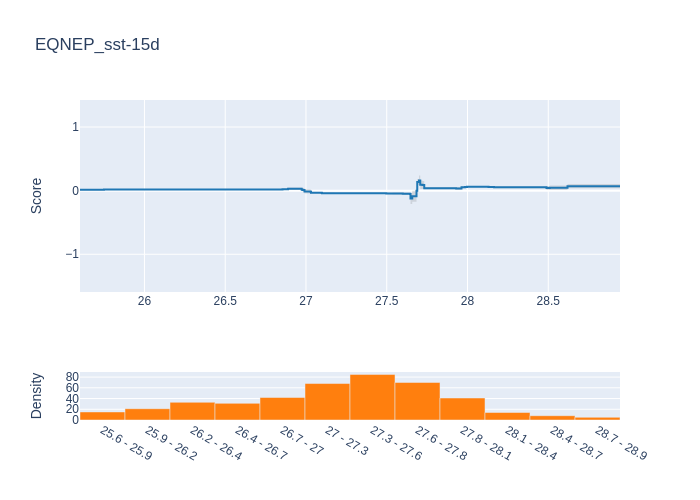 EQNEP_sst-15d
Score
1
0
−1
26
26.5
27
27.5
28
28.5
Density
80
60
40
20
0
25.6 - 25.9
25.9 - 26.2
26.2 - 26.4
26.4 - 26.7
26.7 - 27
27 - 27.3
27.3 - 27.6
27.6 - 27.8
27.8 - 28.1
28.1 - 28.4
28.4 - 28.7
28.7 - 28.9